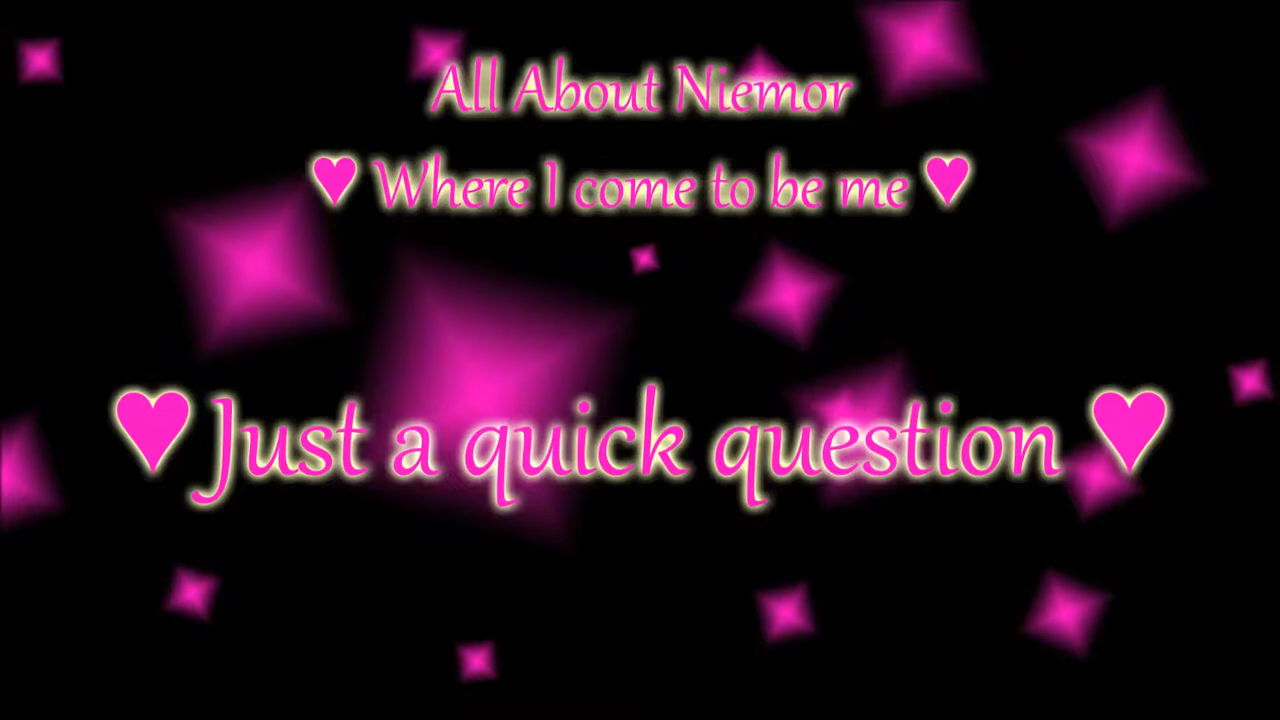 All About Niemor
♥ Where I come to be me ♥
♥ Just a quick question ♥